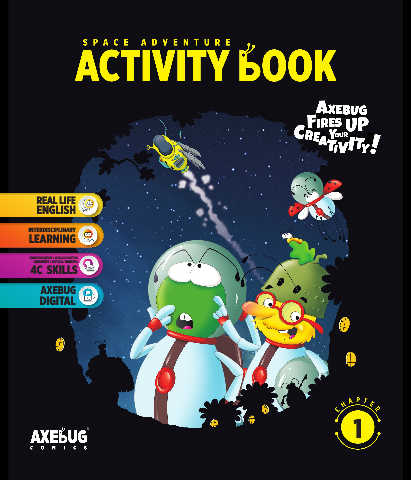 SPACE ADVENTURE
ACTIVITY BOOK
AXEBUG
FIRES UP
YOUR
CREATIVITY!
REAL LIFE
ENGLISH
INTERDISCIPLINARY
LEARNING
4C SKILLS
AXEBUG
DIGITAL
CHAPTER
1
AXEBUG
COMICS